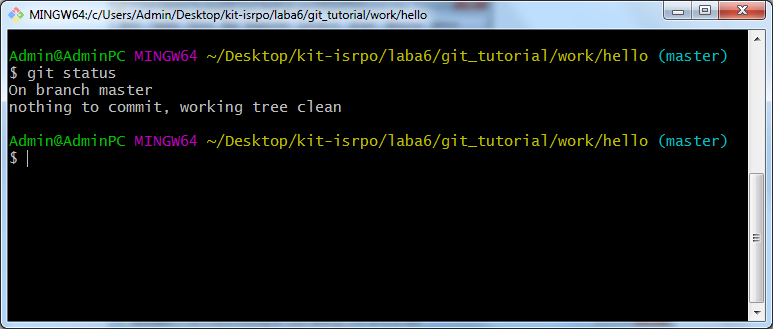 MINGW64:/c/Users/Admin/Desktop/kit-isrpo/laba6/git_tutorial/work/hello
Admin@AdminPC MINGW64 ~/Desktop/kit-isrpo/laba6/git_tutorial/work/hello (master)
$ git status
On branch master
nothing to commit, working tree clean
Admin@AdminPC MINGW64 ~/Desktop/kit-isrpo/laba6/git_tutorial/work/hello (master)
$